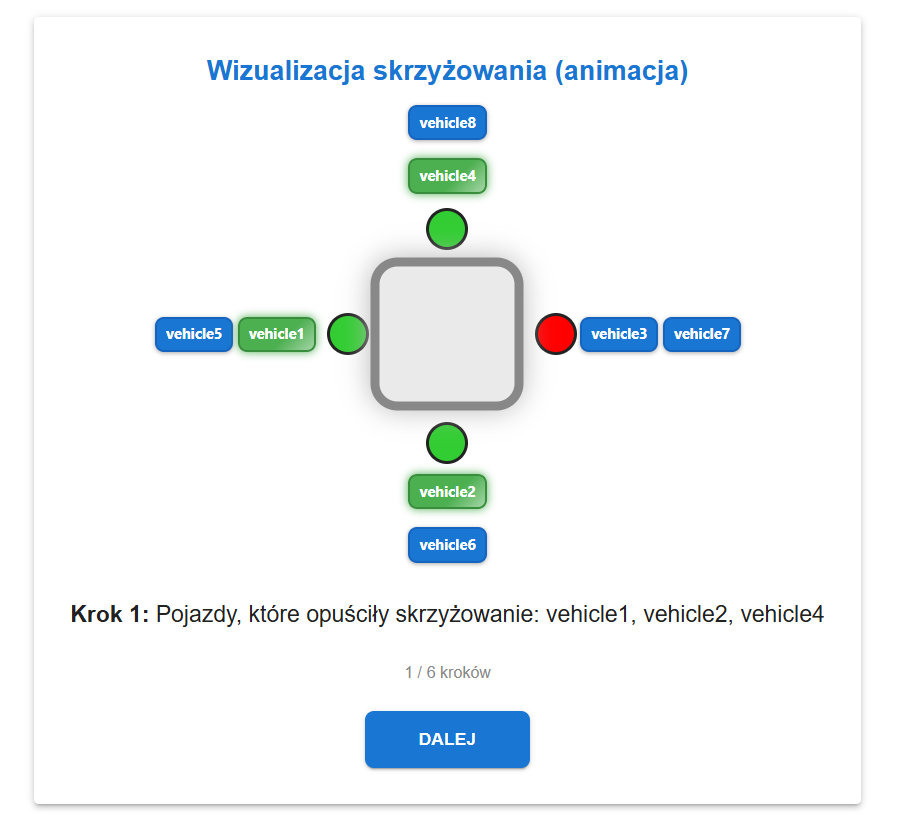 Wizualizacja skrzyżowania (animacja)
vehicle8
vehicle4
vehicle5 vehicle1 vehicle3 vehicle7
vehicle2
vehicle6
Krok 1: Pojazdy, które opuściły skrzyżowanie: vehicle1, vehicle2, vehicle4
1 / 6 kroków
DALEJ